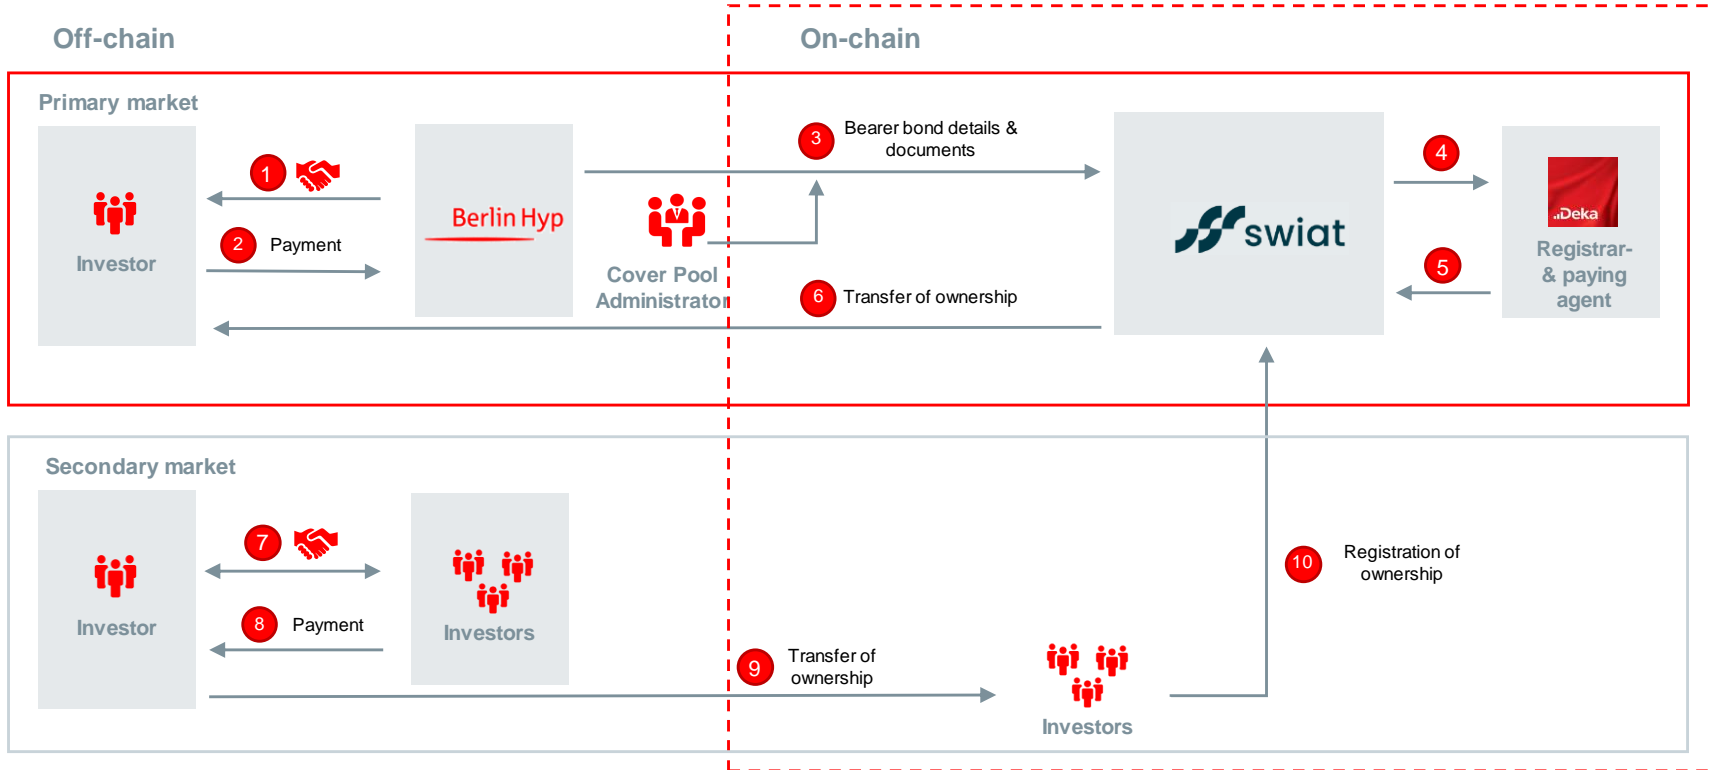 Off-chain
On-chain
Primary market
1
2
Payment
Investor
Berlin Hyp
Cover Pool
Administrator
3
Bearer bond details &
documents
6
Transfer of ownership
swiat
4
5
..Deka
Registrar-
& paying
agent
Secondary market
7
8
Payment
Investor
Investors
9
Transfer of
ownership
Investors
10
Registration of
ownership